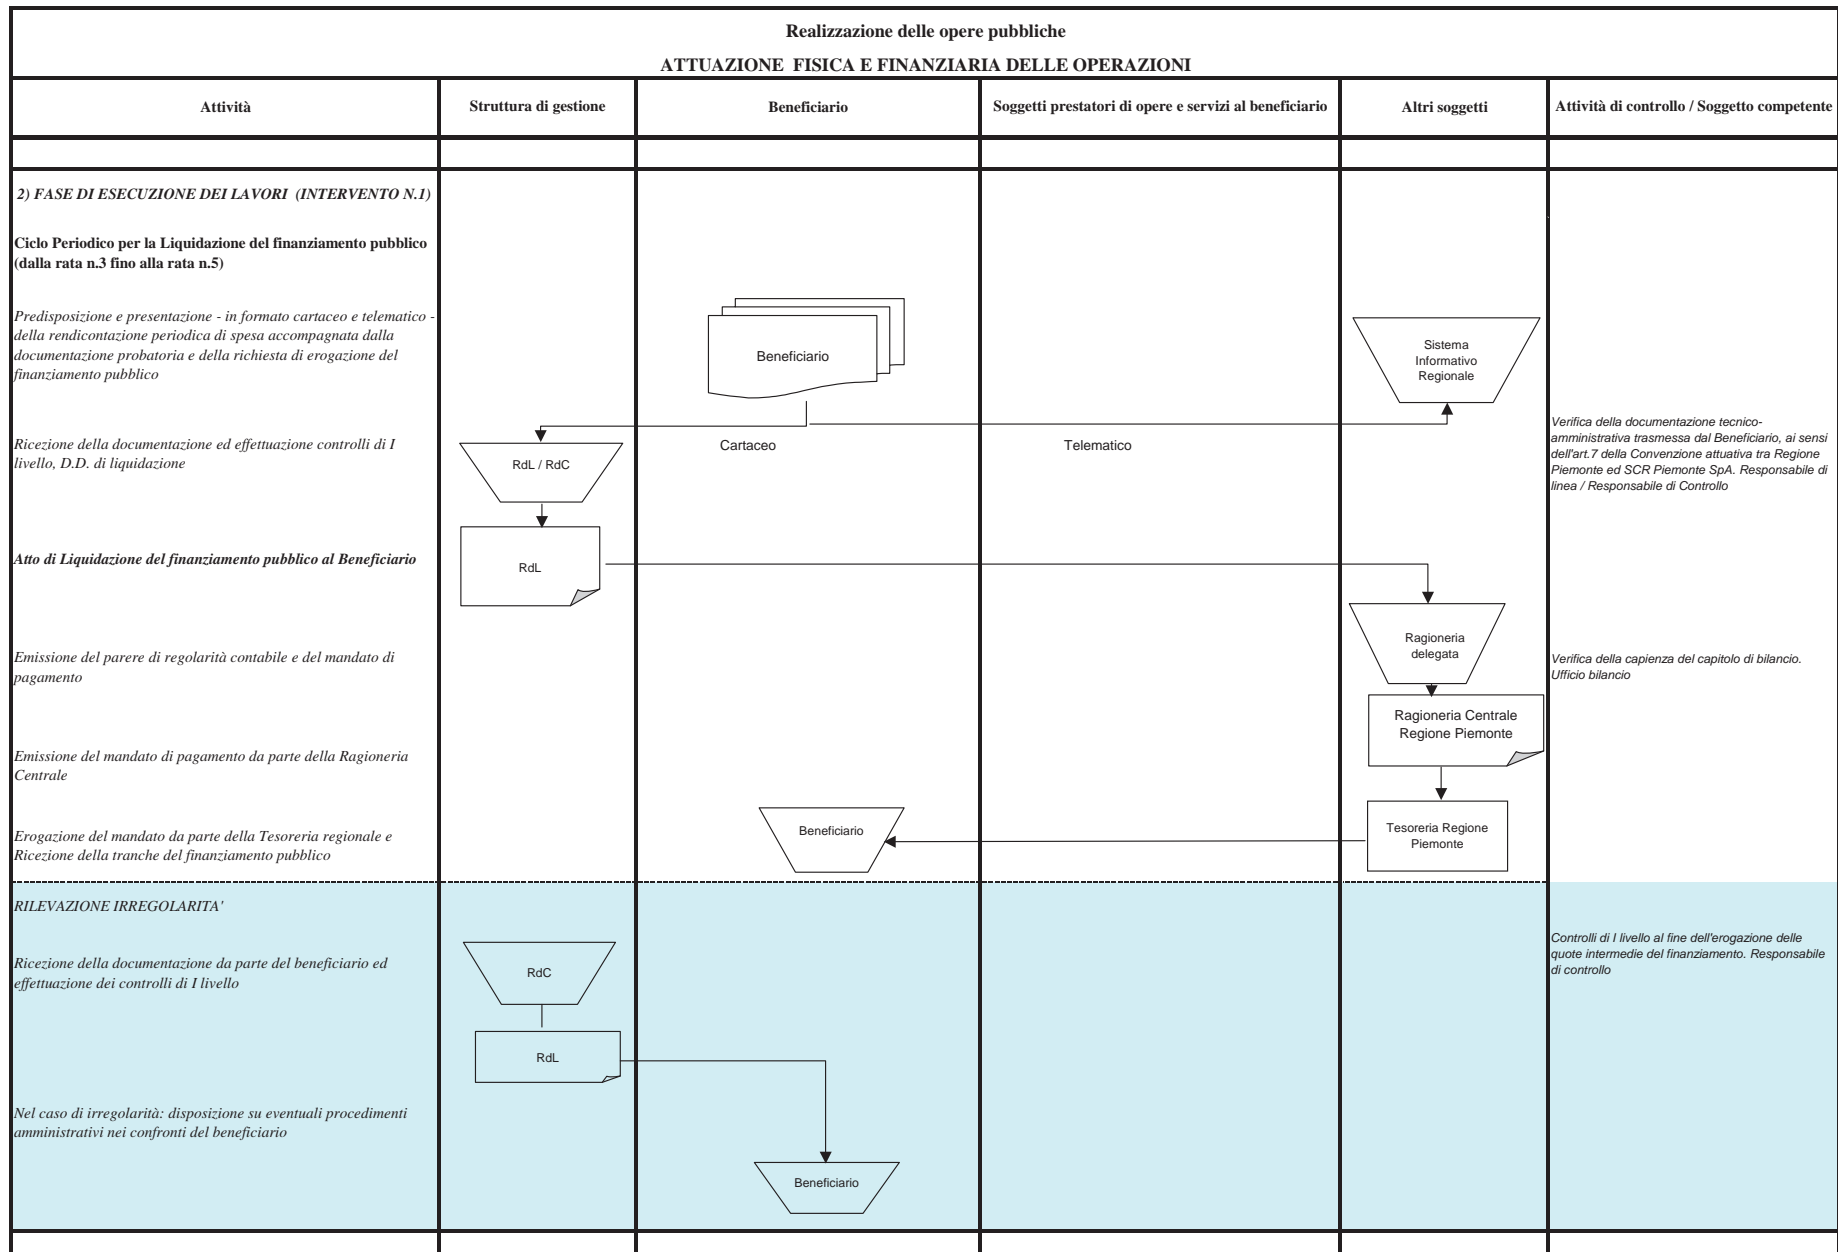 Realizzazione delle opere pubbliche
ATTUAZIONE FISICA E FINANZIARIA DELLE OPERAZIONI
Attività
Struttura di gestione
Beneficiario
Soggetti prestatori di opere e servizi al beneficiario
Altri soggetti
Attività di controllo / Soggetto competente
2) FASE DI ESECUZIONE DEI LAVORI (INTERVENTO N.1)
Ciclo Periodico per la Liquidazione del finanziamento pubblico
(dalla rata n.3 fino alla rata n.5)
Predisposizione e presentazione - in formato cartaceo e telematico -
della rendicontazione periodica di spesa accompagnata dalla
documentazione probatoria e della richiesta di erogazione del
finanziamento pubblico
Beneficiario
Sistema
Informativo
Regionale
Ricezione della documentazione ed effettuazione controlli di I
livello, D.D. di liquidazione
RdL / RdC
Cartaceo
Telematico
Verifica della documentazione tecnico-
amministrativa trasmessa dal Beneficiario, ai sensi
dell'art.7 della Convenzione attuativa tra Regione
Piemonte ed SCR Piemonte SpA. Responsabile di
linea / Responsabile di Controllo
Atto di Liquidazione del finanziamento pubblico al Beneficiario
RdL
Emissione del parere di regolarità contabile e del mandato di
pagamento
Ragioneria
delegata
Verifica della capienza del capitolo di bilancio.
Ufficio bilancio
Ragioneria Centrale
Regione Piemonte
Emissione del mandato di pagamento da parte della Ragioneria
Centrale
Erogazione del mandato da parte della Tesoreria regionale e
Ricezione della tranche del finanziamento pubblico
Beneficiario
Tesoreria Regione
Piemonte
RILEVAZIONE IRREGOLARITA'
Ricezione della documentazione da parte del beneficiario ed
effettuazione dei controlli di I livello
RdC
Controlli di I livello al fine dell'erogazione delle
quote intermedie del finanziamento. Responsabile
di controllo
RdL
Nel caso di irregolarità: disposizione su eventuali procedimenti
amministrativi nei confronti del beneficiario
Beneficiario